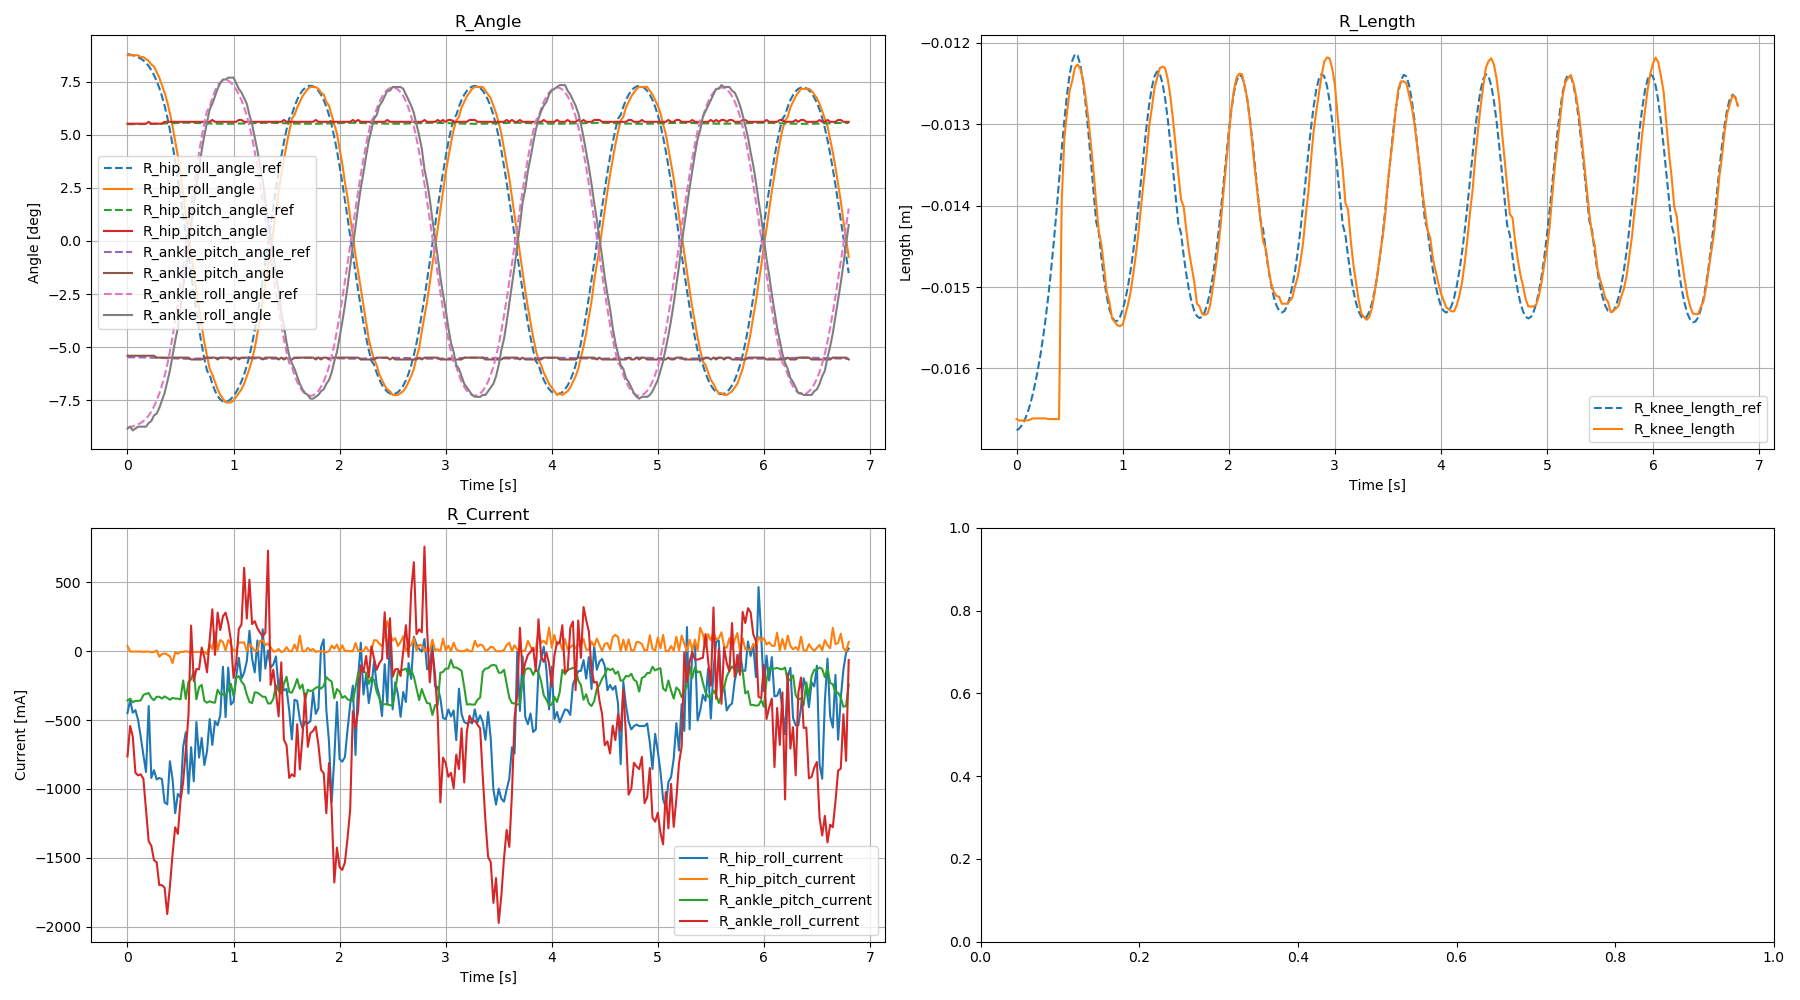 R_Angle
Angle [deg]
7.5
5.0
2.5
0.0
−2.5
−5.0
−7.5
R_hip_roll_angle_ref
R_hip_roll_angle
R_hip_pitch_angle_ref
R_hip_pitch_angle
R_ankle_pitch_angle_ref
R_ankle_pitch_angle
R_ankle_roll_angle_ref
R_ankle_roll_angle
0 1 2 3 4 5 6 7
Time [s]
R_Length
Length [m]
−0.012
−0.013
−0.014
−0.015
−0.016
R_knee_length_ref
R_knee_length
0 1 2 3 4 5 6 7
Time [s]
R_Current
Current [mA]
500
0
−500
−1000
−1500
−2000
R_hip_roll_current
R_hip_pitch_current
R_ankle_pitch_current
R_ankle_roll_current
0 1 2 3 4 5 6 7
Time [s]
1.0
0.8
0.6
0.4
0.2
0.0
0.0 0.2 0.4 0.6 0.8 1.0